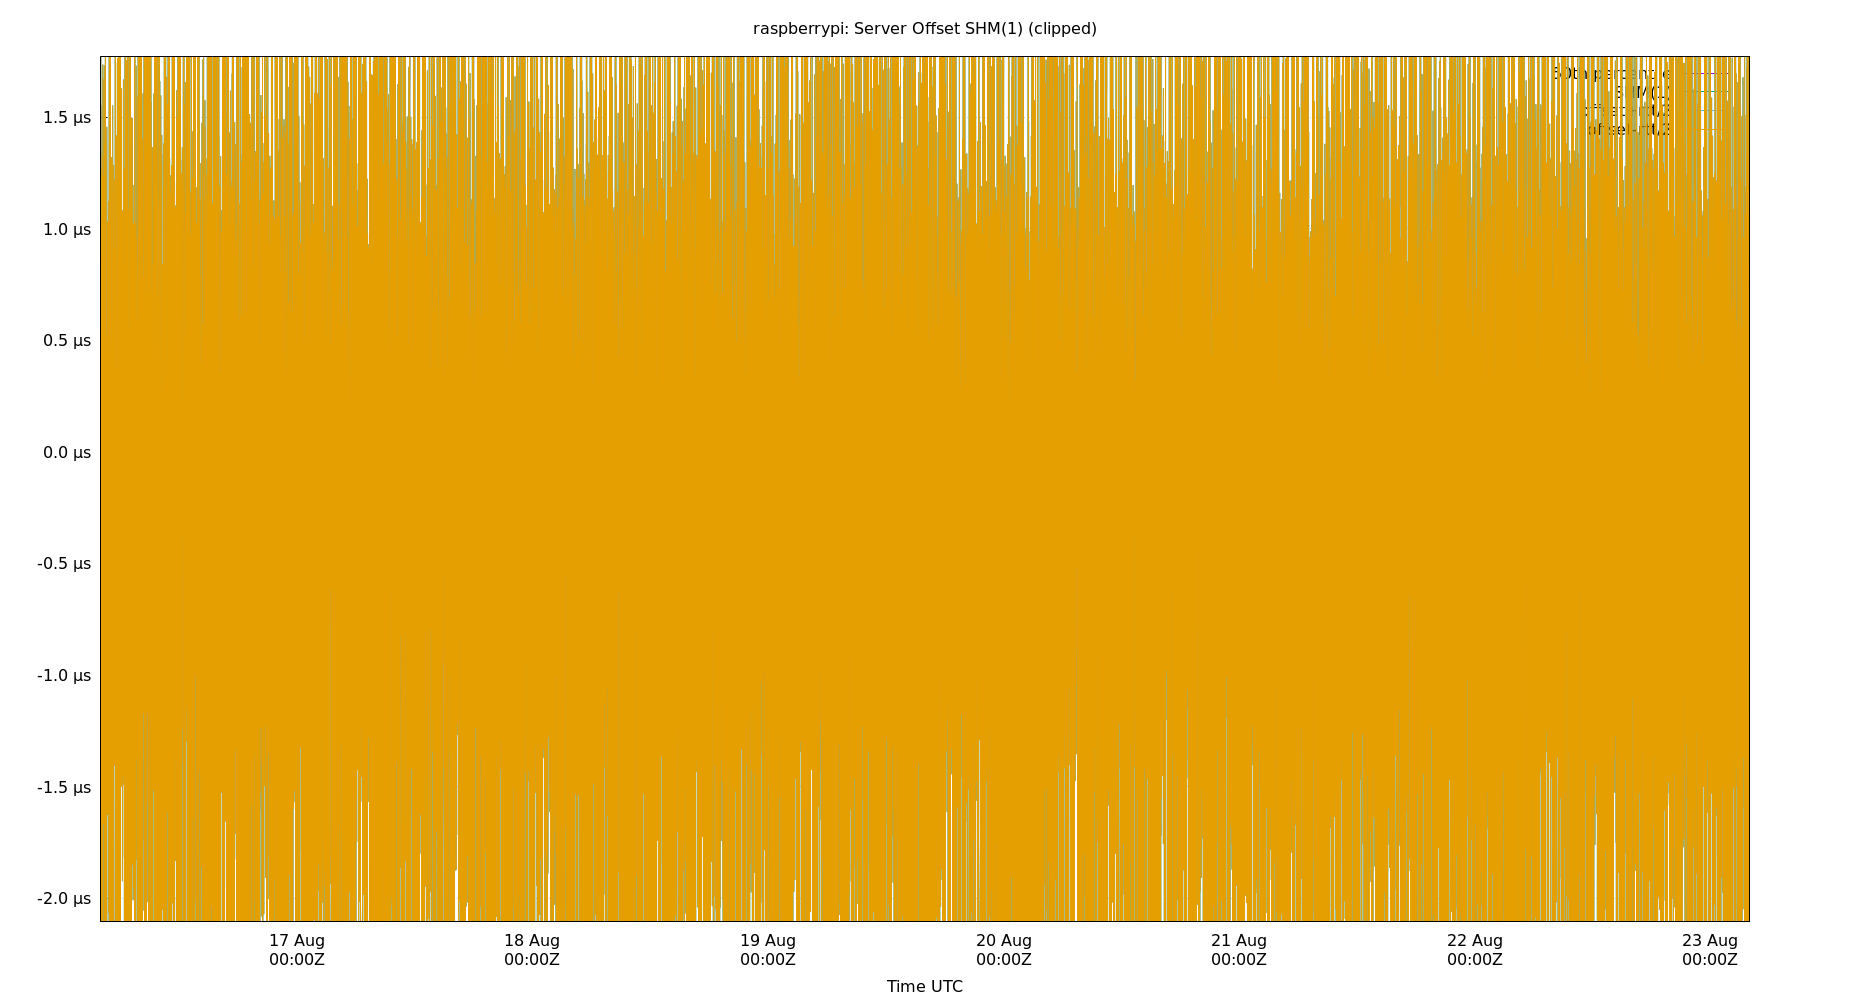 raspberrypi: Server Offset SHM(1) (clipped)
1.5 µs
1.0 µs
0.5 µs
0.0 µs
-0.5 µs
-1.0 µs
-1.5 µs
-2.0 µs
17 Aug 18 Aug 19 Aug 20 Aug 21 Aug 22 Aug 23 Aug
00:00Z 00:00Z 00:00Z 00:00Z 00:00Z 00:00Z 00:00Z
Time UTC